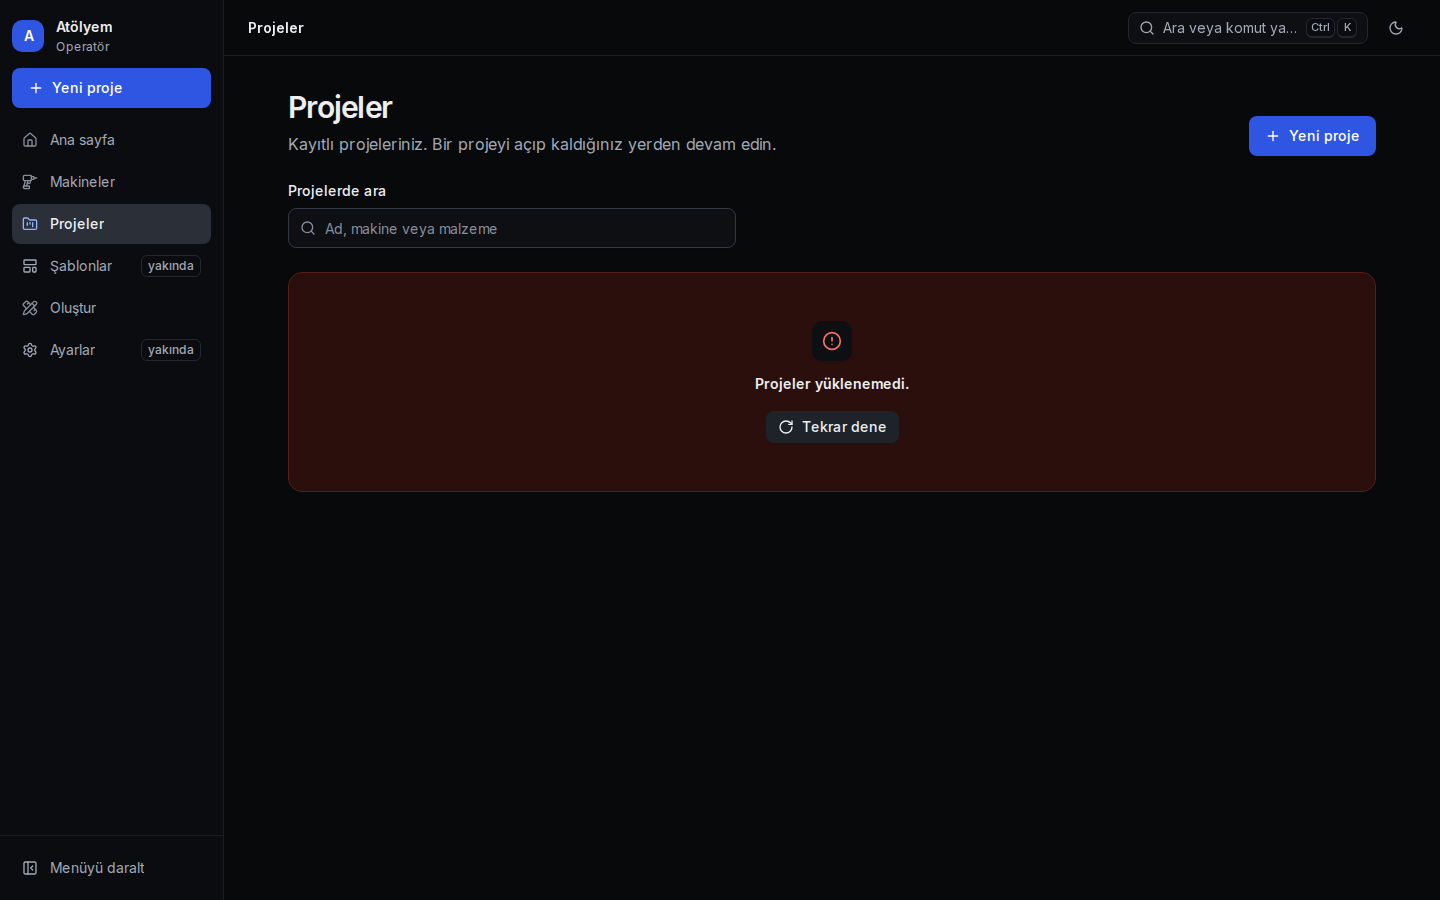 A
Atölyem
Operatör
Yeni proje
Ana sayfa
Makineler
Projeler
Şablonlar yakında
Oluştur
Ayarlar yakında
Menüyü daralt
Projeler
Ara veya komut ya... Ctrl K
Projeler
Kayıtlı projeleriniz. Bir projeyi açıp kaldığınız yerden devam edin.
Yeni proje
Projelerde ara
Ad, makine veya malzeme
Projeler yüklenemedi.
Tekrar dene